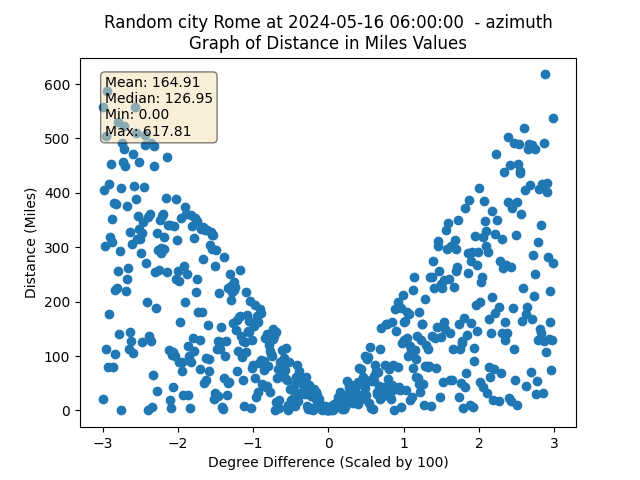 Random city Rome at 2024-05-16 06:00:00  - azimuth
Graph of Distance in Miles Values
Mean: 164.91
Median: 126.95
Min: 0.00
Max: 617.81
600
500
400
300
200
100
0
Distance (Miles)
−3
−2
−1
0
1
2
3
Degree Difference (Scaled by 100)